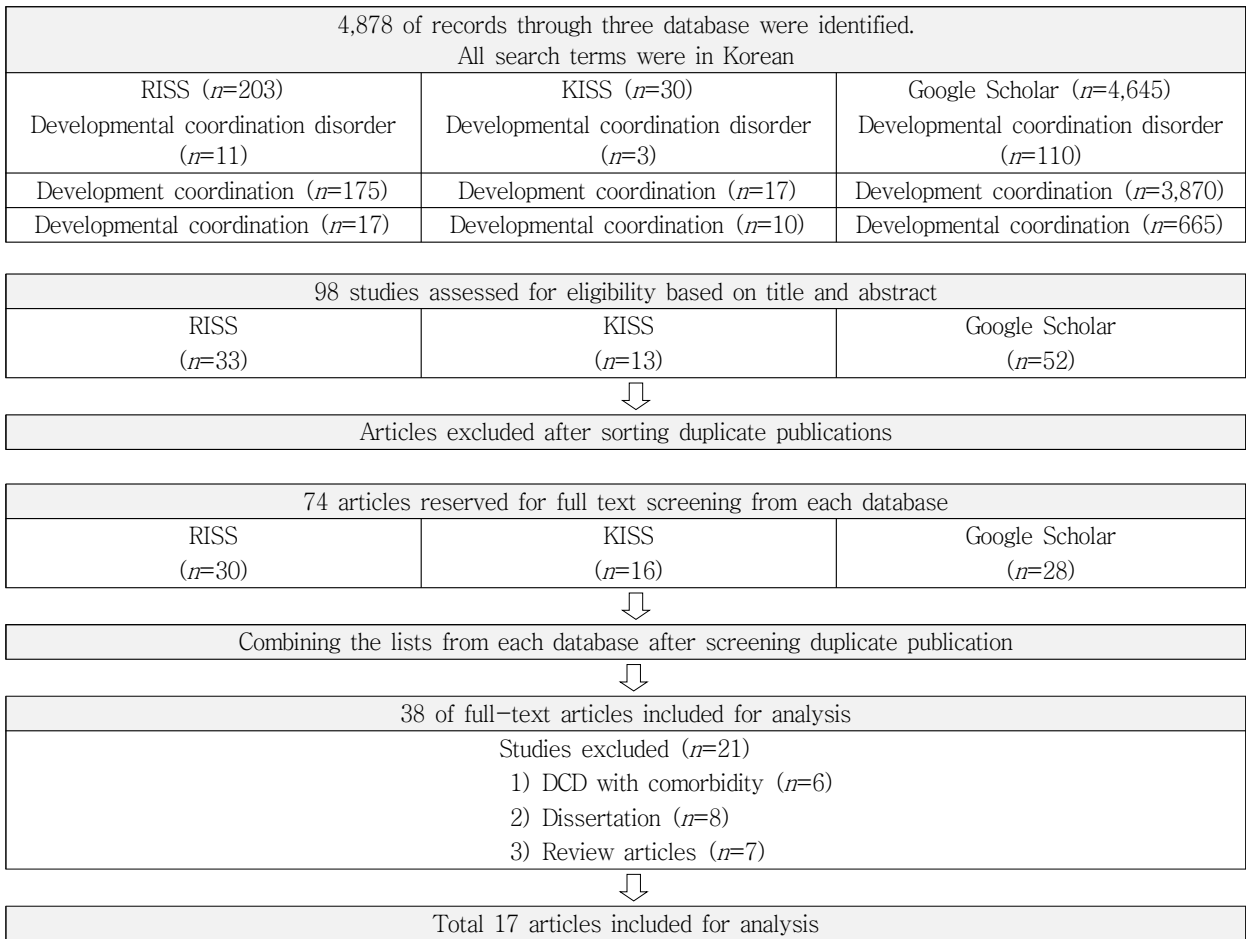 4,878 of records through three database were identified.
All search terms were in Korean
RISS (n=203)
Developmental coordination disorder
(n=11)
KISS (n=30)
Developmental coordination disorder
(n=3)
Google Scholar (n=4,645)
Developmental coordination disorder
(n=110)
Development coordination (n=175)
Development coordination (n=17)
Development coordination (n=3,870)
Developmental coordination (n=17)
Developmental coordination (n=10)
Developmental coordination (n=665)
98 studies assessed for eligibility based on title and abstract
RISS
(n=33)
KISS
(n=13)
Google Scholar
(n=52)
Articles excluded after sorting duplicate publications
74 articles reserved for full text screening from each database
RISS
(n=30)
KISS
(n=16)
Google Scholar
(n=28)
Combining the lists from each database after screening duplicate publication
38 of full-text articles included for analysis
Studies excluded (n=21)
1) DCD with comorbidity (n=6)
2) Dissertation (n=8)
3) Review articles (n=7)
Total 17 articles included for analysis